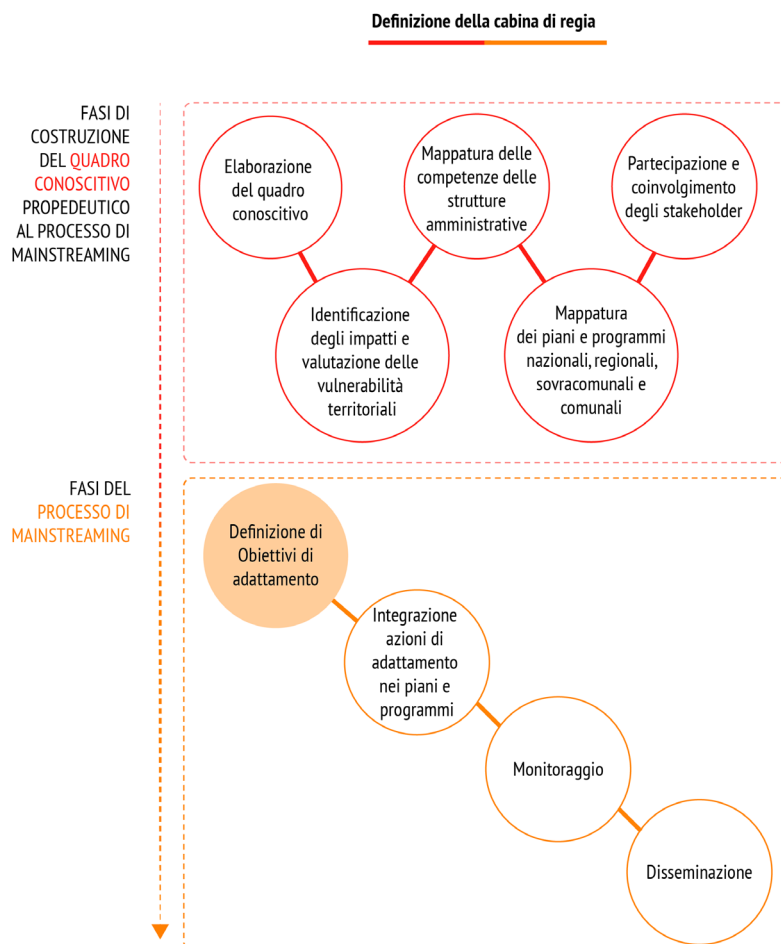 Definizione della cabina di regia
FASI DI
COSTRUZIONE
DEL QUADRO
CONOSCITIVO
PROPEDEUTICO
AL PROCESSO DI
MAINSTREAMING
Elaborazione
del quadro
conoscitivo
Identificazione
degli impatti e
valutazione delle
vulnerabilità
territoriali
Mappatura delle
competenze delle
strutture
amministrative
Mappatura
dei piani e programmi
nazionali, regionali,
sovracomunali e
comunali
Partecipazione e
coinvolgimento
degli stakeholder
FASI DEL
PROCESSO DI
MAINSTREAMING
Definizione di
Obiettivi di
adattamento
Integrazione
azioni di
adattamento
nei piani e
programmi
Monitoraggio
Disseminazione